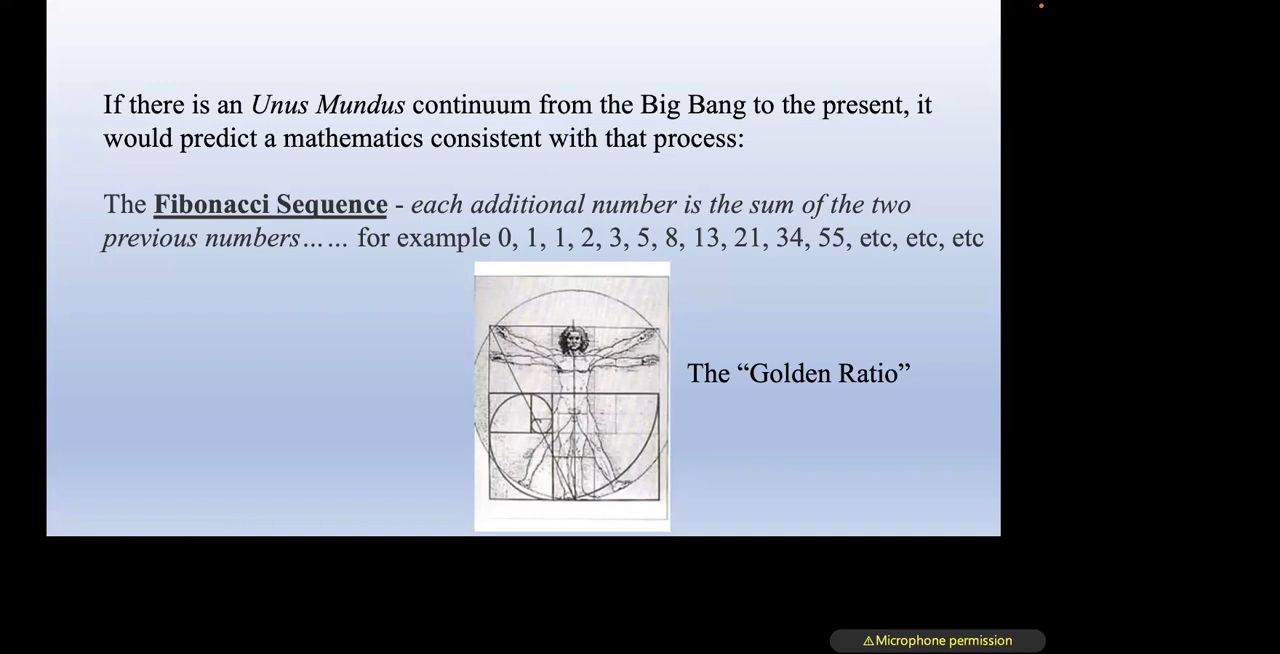 If there is an Unus Mundus continuum from the Big Bang to the present, it
would predict a mathematics consistent with that process:
The Fibonacci Sequence - each additional number is the sum of the two
previous numbers…… for example 0, 1, 1, 2, 3, 5, 8, 13, 21, 34, 55, etc, etc, etc
The “Golden Ratio”
⚠Microphone permission